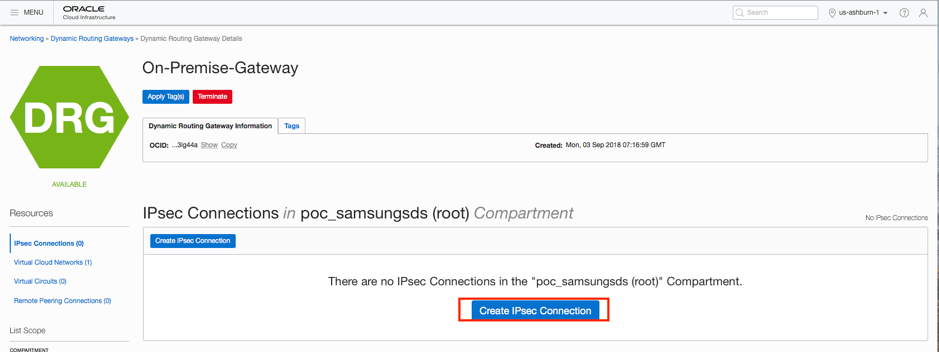 MENU ORACLE Cloud Infrastructure Search us-ashburn-1
Networking » Dynamic Routing Gateways » Dynamic Routing Gateway Details
DRG
AVAILABLE
On-Premise-Gateway
Apply Tag(s) Terminate
Dynamic Routing Gateway Information Tags
OCID: ...3lg44a Show Copy Created: Mon, 03 Sep 2018 07:16:59 GMT
Resources
IPsec Connections (0)
Virtual Cloud Networks (1)
Virtual Circuits (0)
Remote Peering Connections (0)
List Scope
COMPARTMENT
IPsec Connections in poc_samsungsds (root) Compartment
No IPsec Connections
Create IPsec Connection
There are no IPsec Connections in the "poc_samsungsds (root)" Compartment.
Create IPsec Connection